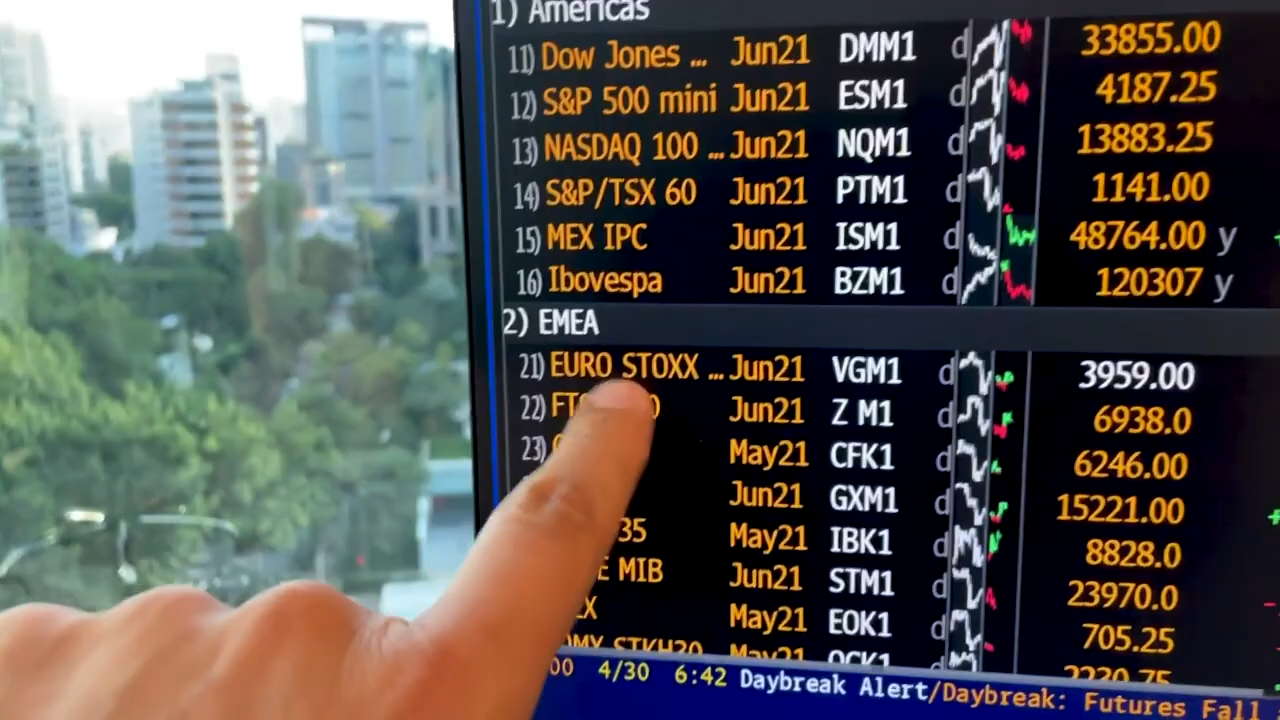 1) Americas
11) Dow Jones ... Jun21 DMM1 d 33855.00
12) S&P 500 mini Jun21 ESM1 d 4187.25
13) NASDAQ 100 ... Jun21 NQM1 d 13883.25
14) S&P/TSX 60 Jun21 PTM1 d 1141.00
15) MEX IPC Jun21 ISM1 d 48764.00 y
16) Ibovespa Jun21 BZM1 d 120307 y
2) EMEA
21) EURO STOXX ... Jun21 VGM1 d 3959.00
22) Jun21 Z M1 d 6938.0
23) May21 CFK1 d 6246.00
Jun21 GXM1 d 15221.00
35 May21 IBK1 d 8828.0
MIB Jun21 STM1 d 23970.0
May21 EOK1 d 705.25
May21 d
00 4/30 6:42 Daybreak Alert/Daybreak: Futures Fall